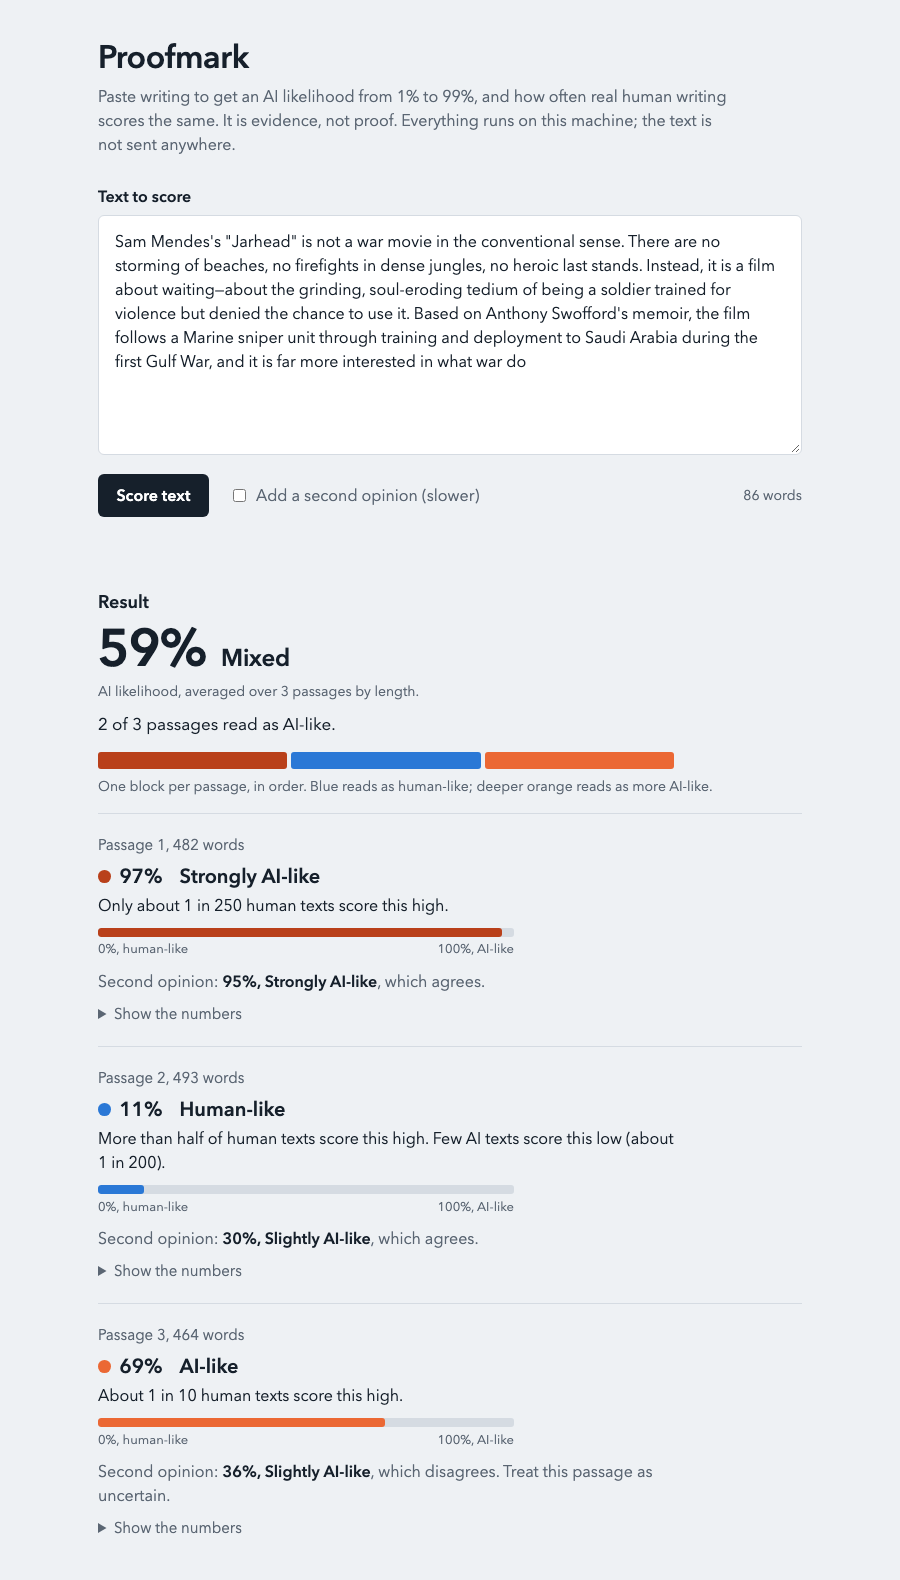 Proofmark
Paste writing to get an AI likelihood from 1% to 99%, and how often real human writing
scores the same. It is evidence, not proof. Everything runs on this machine; the text is
not sent anywhere.
Text to score
Sam Mendes's "Jarhead" is not a war movie in the conventional sense. There are no
storming of beaches, no firefights in dense jungles, no heroic last stands. Instead, it is a film
about waiting—about the grinding, soul-eroding tedium of being a soldier trained for
violence but denied the chance to use it. Based on Anthony Swofford's memoir, the film
follows a Marine sniper unit through training and deployment to Saudi Arabia during the
first Gulf War, and it is far more interested in what war do
Score text
Add a second opinion (slower)
86 words
Result
59% Mixed
AI likelihood, averaged over 3 passages by length.
2 of 3 passages read as AI-like.
One block per passage, in order. Blue reads as human-like; deeper orange reads as more AI-like.
Passage 1, 482 words
97% Strongly AI-like
Only about 1 in 250 human texts score this high.
0%, human-like
100%, AI-like
Second opinion: 95%, Strongly AI-like, which agrees.
Show the numbers
Passage 2, 493 words
11% Human-like
More than half of human texts score this high. Few AI texts score this low (about
1 in 200).
0%, human-like
100%, AI-like
Second opinion: 30%, Slightly AI-like, which agrees.
Show the numbers
Passage 3, 464 words
69% AI-like
About 1 in 10 human texts score this high.
0%, human-like
100%, AI-like
Second opinion: 36%, Slightly AI-like, which disagrees. Treat this passage as
uncertain.
Show the numbers